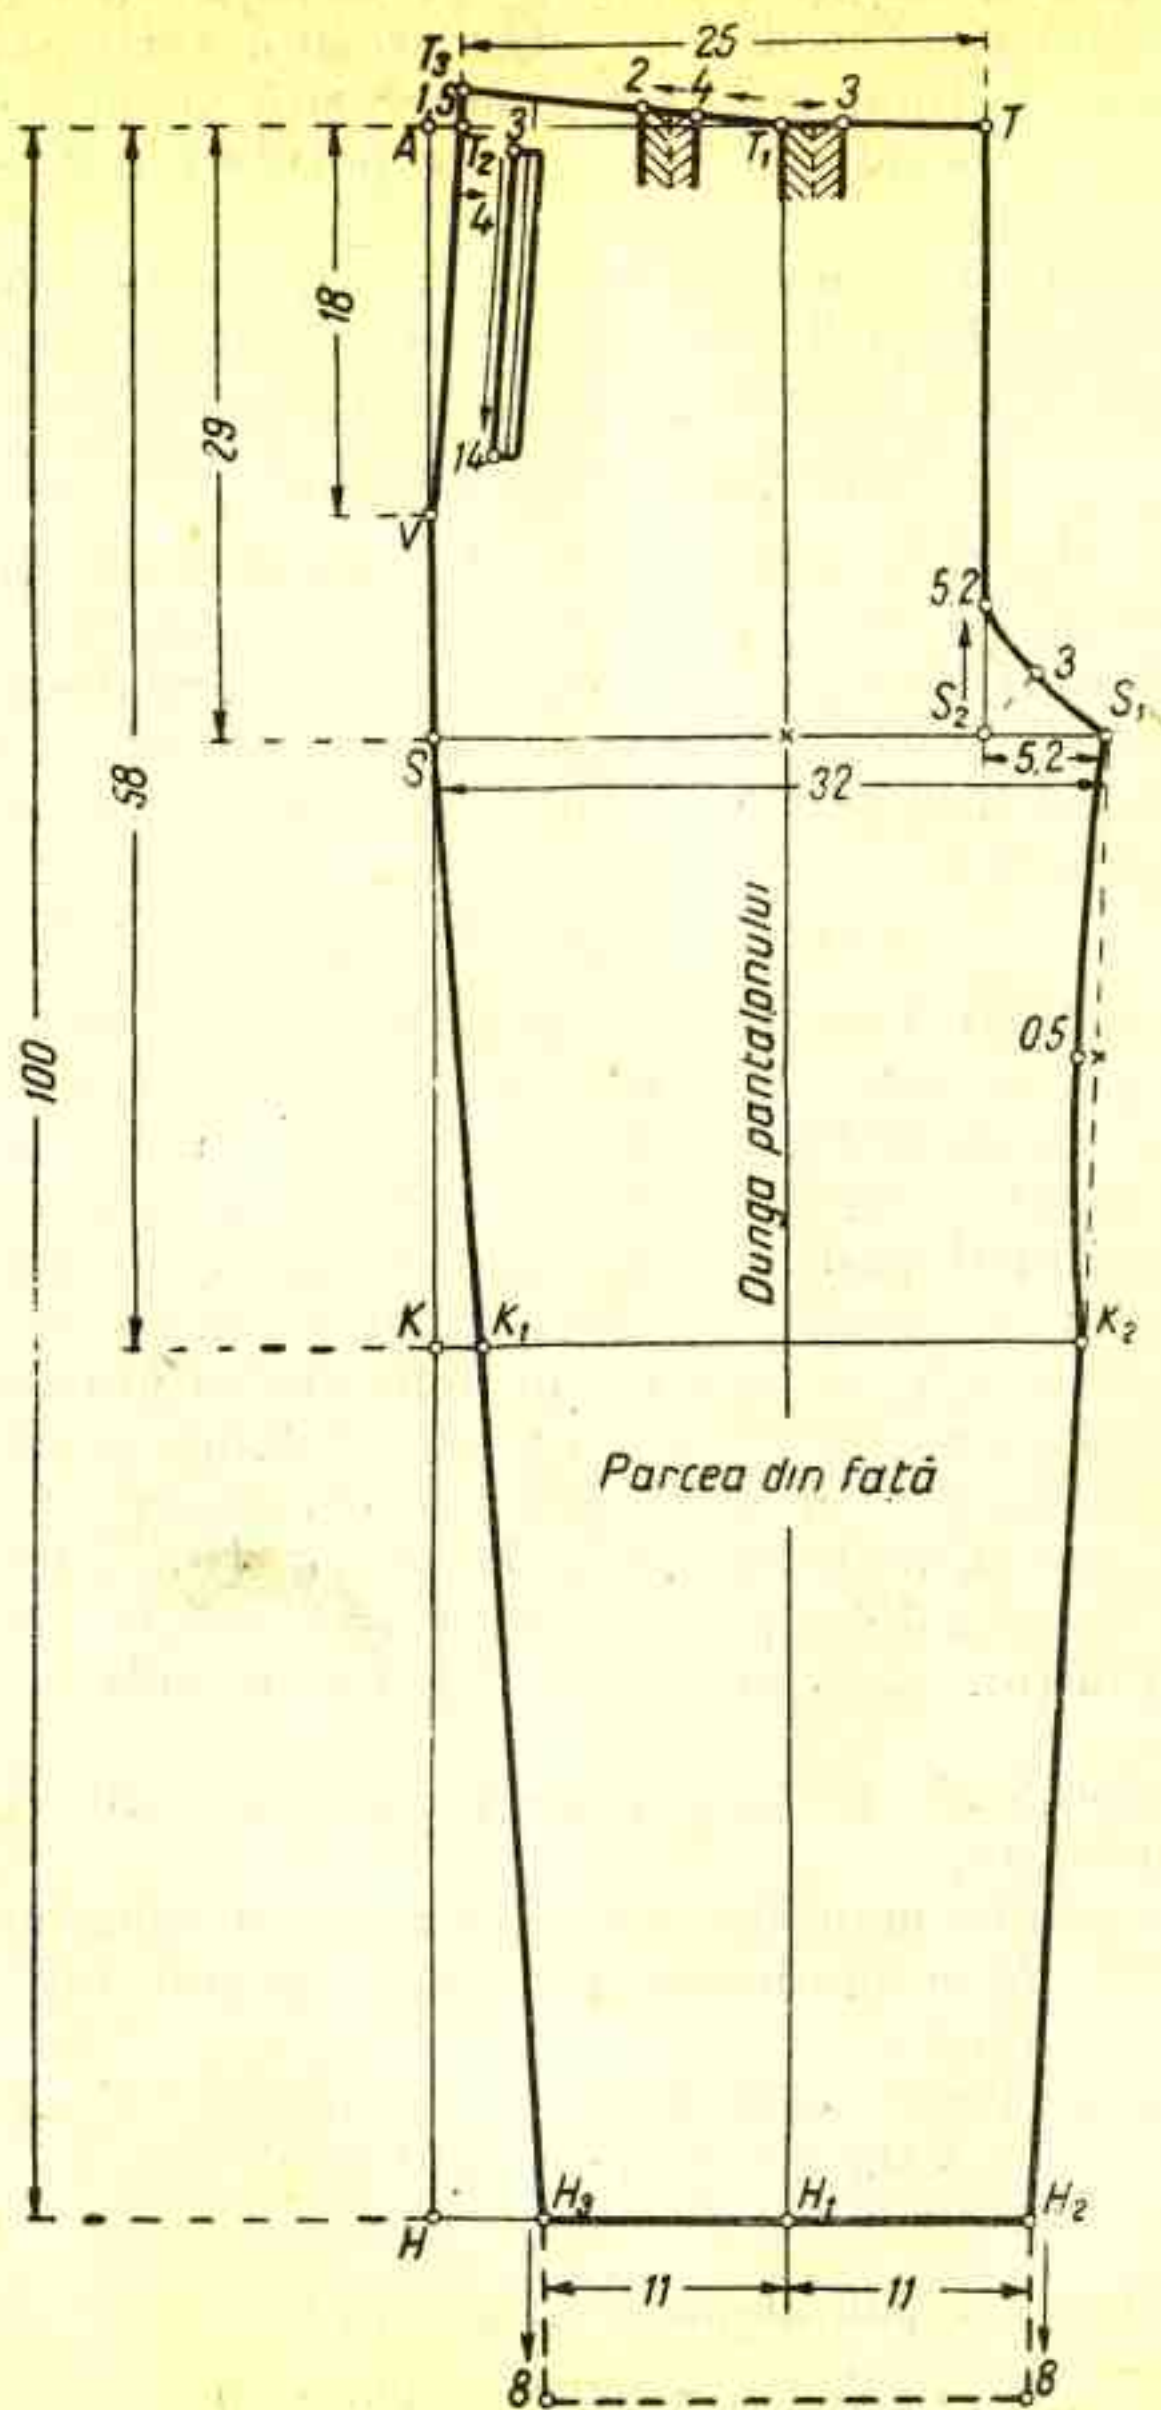 25
T₃
2
4
3
1,5
3
A
T₂
T₁
T
4
18
29
14
V
5,2
3
S₂
S₁
S
5,2
32
58
Dunga pantalonului
0,5
100
K
K₁
K₂
Parcea din față
H
H₃
H₁
H₂
11
11
8
8